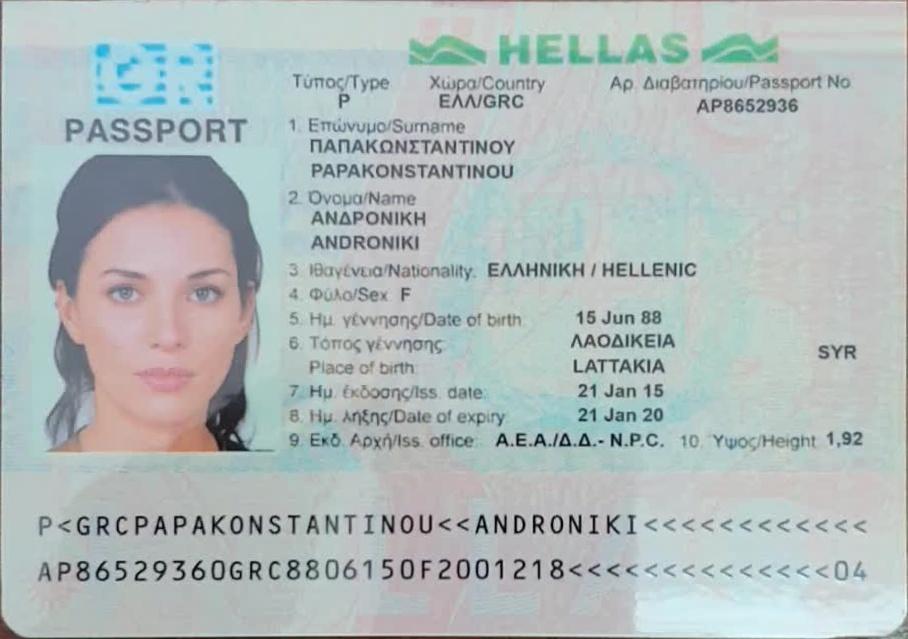 GR
PASSPORT
HELLAS
Τύπος/Type Χώρα/Country Αρ. Διαβατηρίου/Passport No
P ΕΛΛ/GRC AP8652936
1. Επώνυμο/Surname
ΠΑΠΑΚΩΝΣΤΑΝΤΙΝΟΥ
PAPAKONSTANTINOU
2. Όνομα/Name
ΑΝΔΡΟΝΙΚΗ
ANDRONIKI
3. Ιθαγένεια/Nationality. ΕΛΛΗΝΙΚΗ / HELLENIC
4. Φύλο/Sex F
5. Ημ. γέννησης/Date of birth 15 Jun 88
6. Τόπος γέννησης ΛΑΟΔΙΚΕΙΑ
Place of birth LATTAKIA SYR
7. Ημ. έκδοσης/Iss. date: 21 Jan 15
8. Ημ. λήξης/Date of expiry 21 Jan 20
9. Εκδ. Αρχή/Iss. office: Α.Ε.Α./Δ.Δ.- N.P.C. 10. Ύψος/Height 1,92
P<GRCPAPAKONSTANTINOU<<ANDRONIKI<<<<<<<<<<<<
AP86529360GRC8806150F2001218<<<<<<<<<<<<<<04